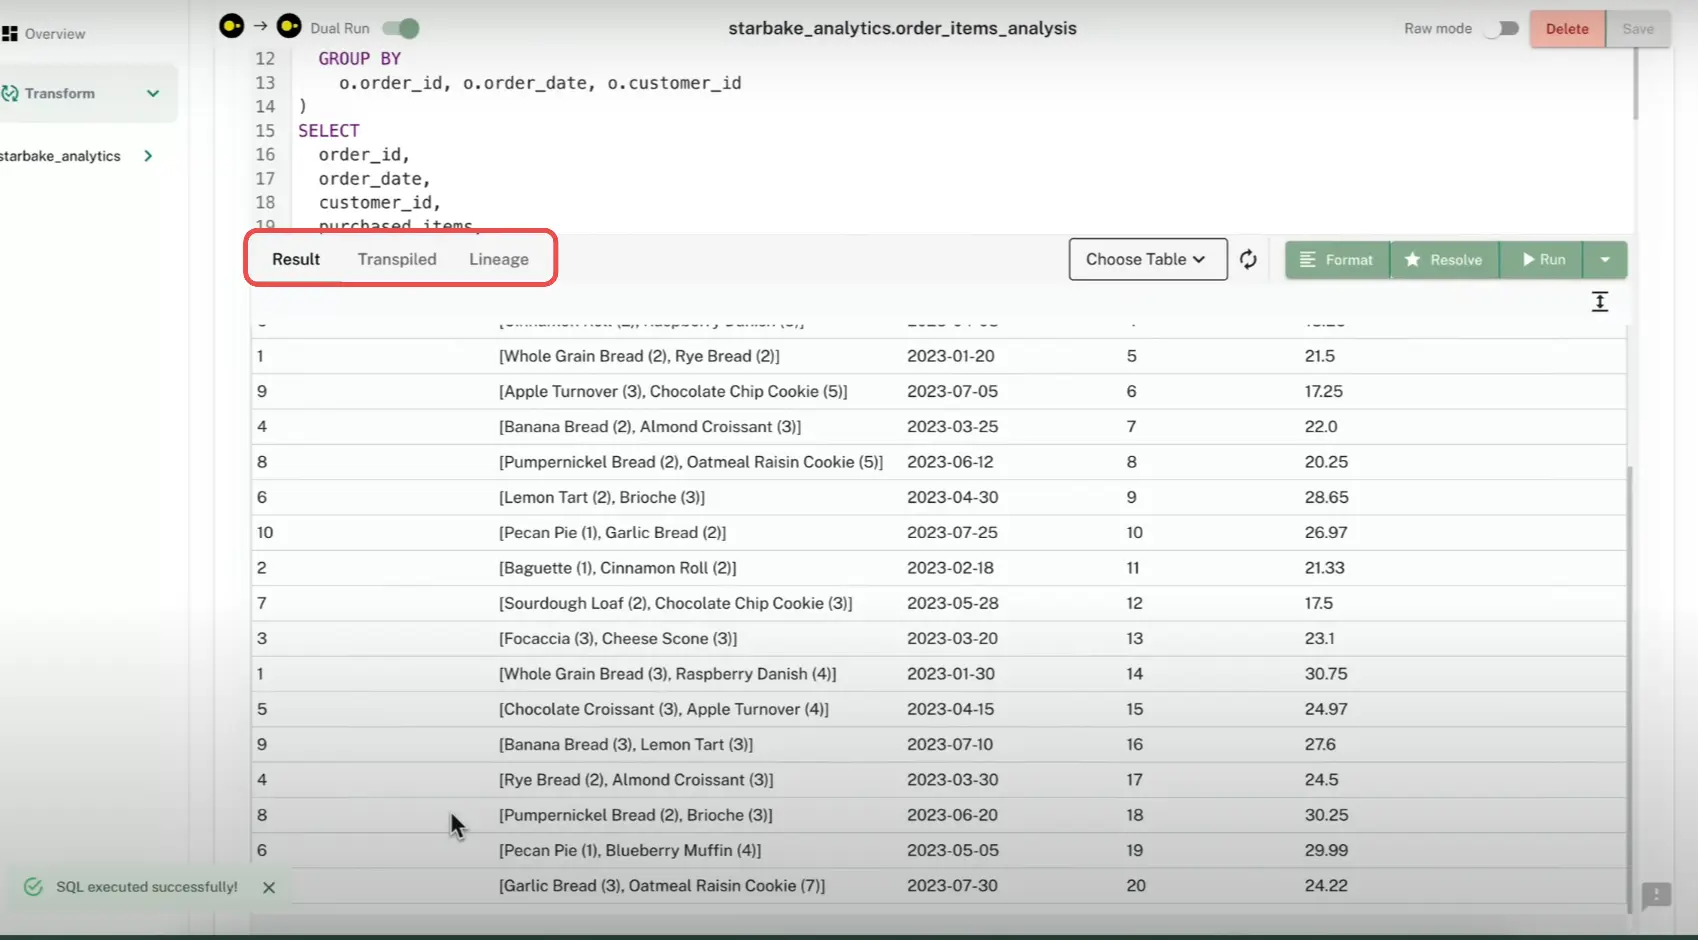 Overview
Dual Run
starbake_analytics.order_items_analysis
Raw mode
Delete
Save
Transform
starbake_analytics
12 GROUP BY
13 o.order_id, o.order_date, o.customer_id
14 )
15 SELECT
16 order_id,
17 order_date,
18 customer_id,
19 purchased_items,
Result Transpiled Lineage
Choose Table
Format Resolve Run
1 [Whole Grain Bread (2), Rye Bread (2)] 2023-01-20 5 21.5
9 [Apple Turnover (3), Chocolate Chip Cookie (5)] 2023-07-05 6 17.25
4 [Banana Bread (2), Almond Croissant (3)] 2023-03-25 7 22.0
8 [Pumpernickel Bread (2), Oatmeal Raisin Cookie (5)] 2023-06-12 8 20.25
6 [Lemon Tart (2), Brioche (3)] 2023-04-30 9 28.65
10 [Pecan Pie (1), Garlic Bread (2)] 2023-07-25 10 26.97
2 [Baguette (1), Cinnamon Roll (2)] 2023-02-18 11 21.33
7 [Sourdough Loaf (2), Chocolate Chip Cookie (3)] 2023-05-28 12 17.5
3 [Focaccia (3), Cheese Scone (3)] 2023-03-20 13 23.1
1 [Whole Grain Bread (3), Raspberry Danish (4)] 2023-01-30 14 30.75
5 [Chocolate Croissant (3), Apple Turnover (4)] 2023-04-15 15 24.97
9 [Banana Bread (3), Lemon Tart (3)] 2023-07-10 16 27.6
4 [Rye Bread (2), Almond Croissant (3)] 2023-03-30 17 24.5
8 [Pumpernickel Bread (2), Brioche (3)] 2023-06-20 18 30.25
6 [Pecan Pie (1), Blueberry Muffin (4)] 2023-05-05 19 29.99
[Garlic Bread (3), Oatmeal Raisin Cookie (7)] 2023-07-30 20 24.22
SQL executed successfully!